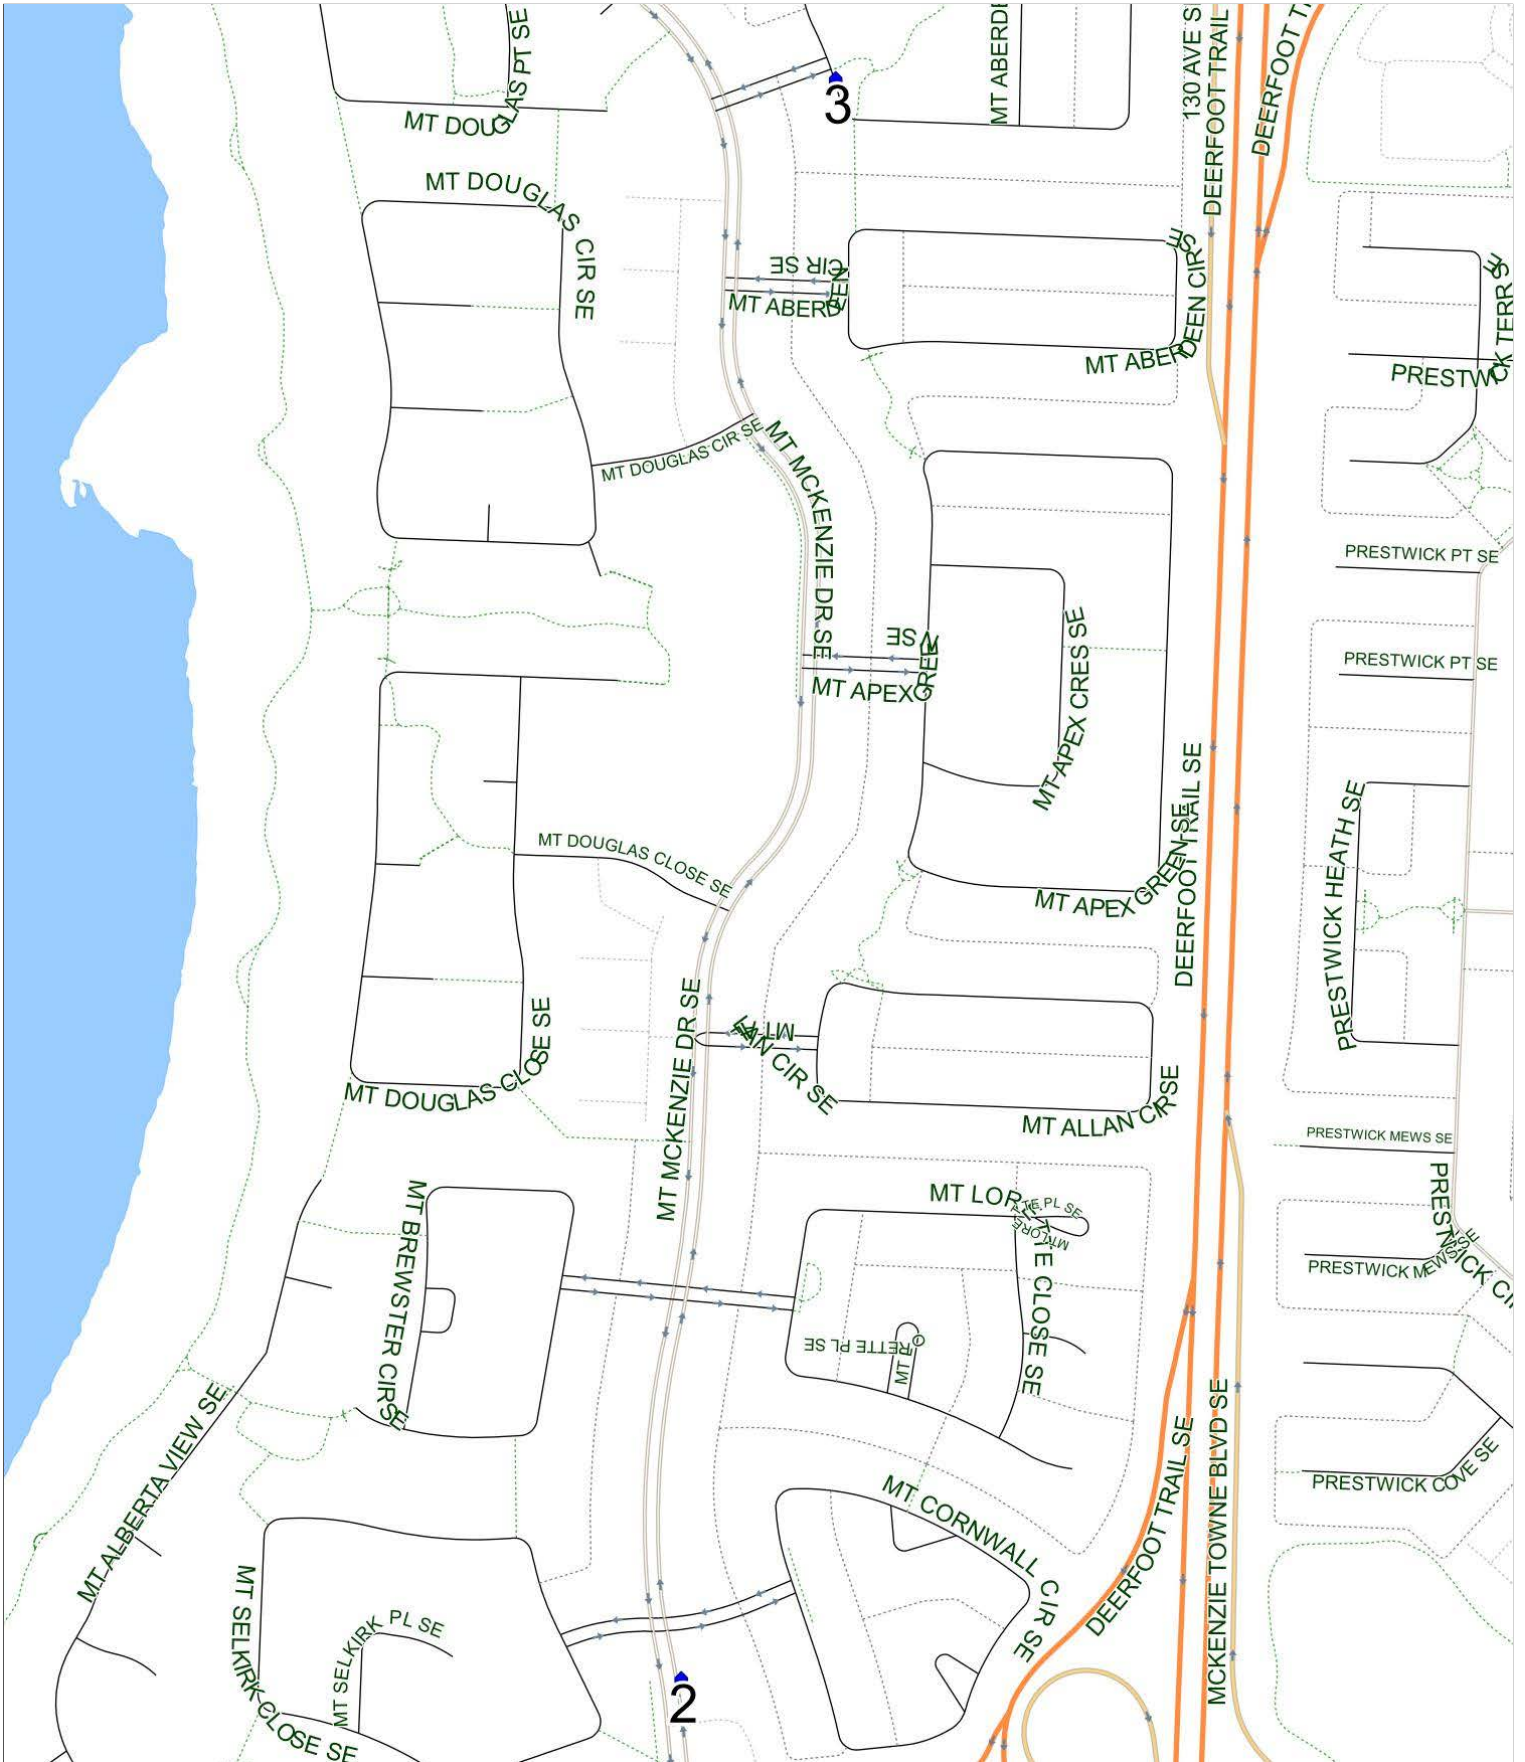 MT DOUGLAS PT SE
MT ABERDE
130 AVE SE
DEERFOOT TRAIL
DEERFOOT T
3
MT DOUGLAS CIR SE
MT ABERDEEN CIR SE
MT ABERDEEN CIR SE
PRESTWICK TERR SE
MT DOUGLAS CIR SE
MT MCKENZIE DR SE
PRESTWICK PT SE
PRESTWICK PT SE
MT APEX GREEN SE
MT APEX CRES SE
DEERFOOT TRAIL SE
PRESTWICK HEATH SE
MT DOUGLAS CLOSE SE
MT APEX GREEN SE
MT MCKENZIE DR SE
MT ALLAN CIR SE
MT DOUGLAS CLOSE SE
MT ALLAN CIR SE
PRESTWICK MEWS SE
MT BREWSTER CIR SE
MT LORETTE CLOSE SE
MT LORETTE PL SE
PRESTWICK CI
PRESTWICK MEWS SE
MT LORETTE PL SE
MT ALBERTA VIEW SE
DEERFOOT TRAIL SE
MCKENZIE TOWNE BLVD SE
PRESTWICK COVE SE
MT CORNWALL CIR SE
MT SELKIRK CLOSE SE
MT SELKIRK PL SE
2